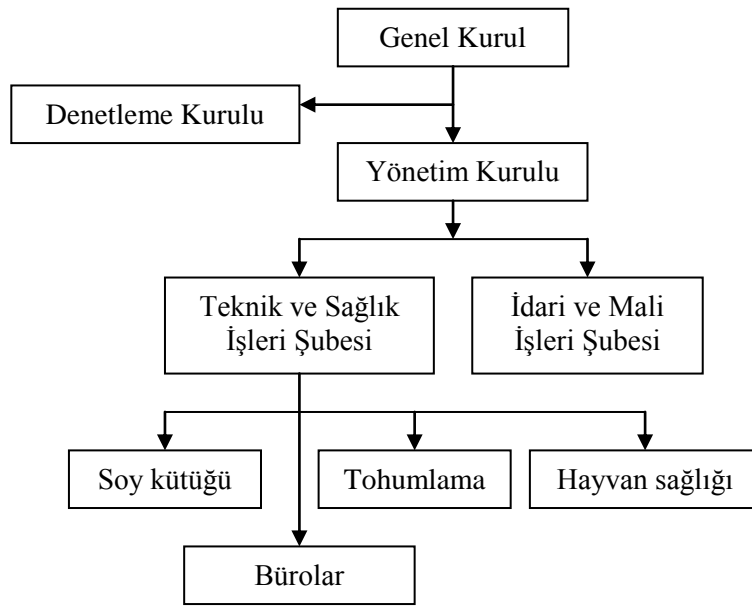 Genel Kurul
Denetleme Kurulu
Yönetim Kurulu
Teknik ve Sağlık
İşleri Şubesi
İdari ve Mali
İşleri Şubesi
Soy kütüğü
Tohumlama
Hayvan sağlığı
Bürolar